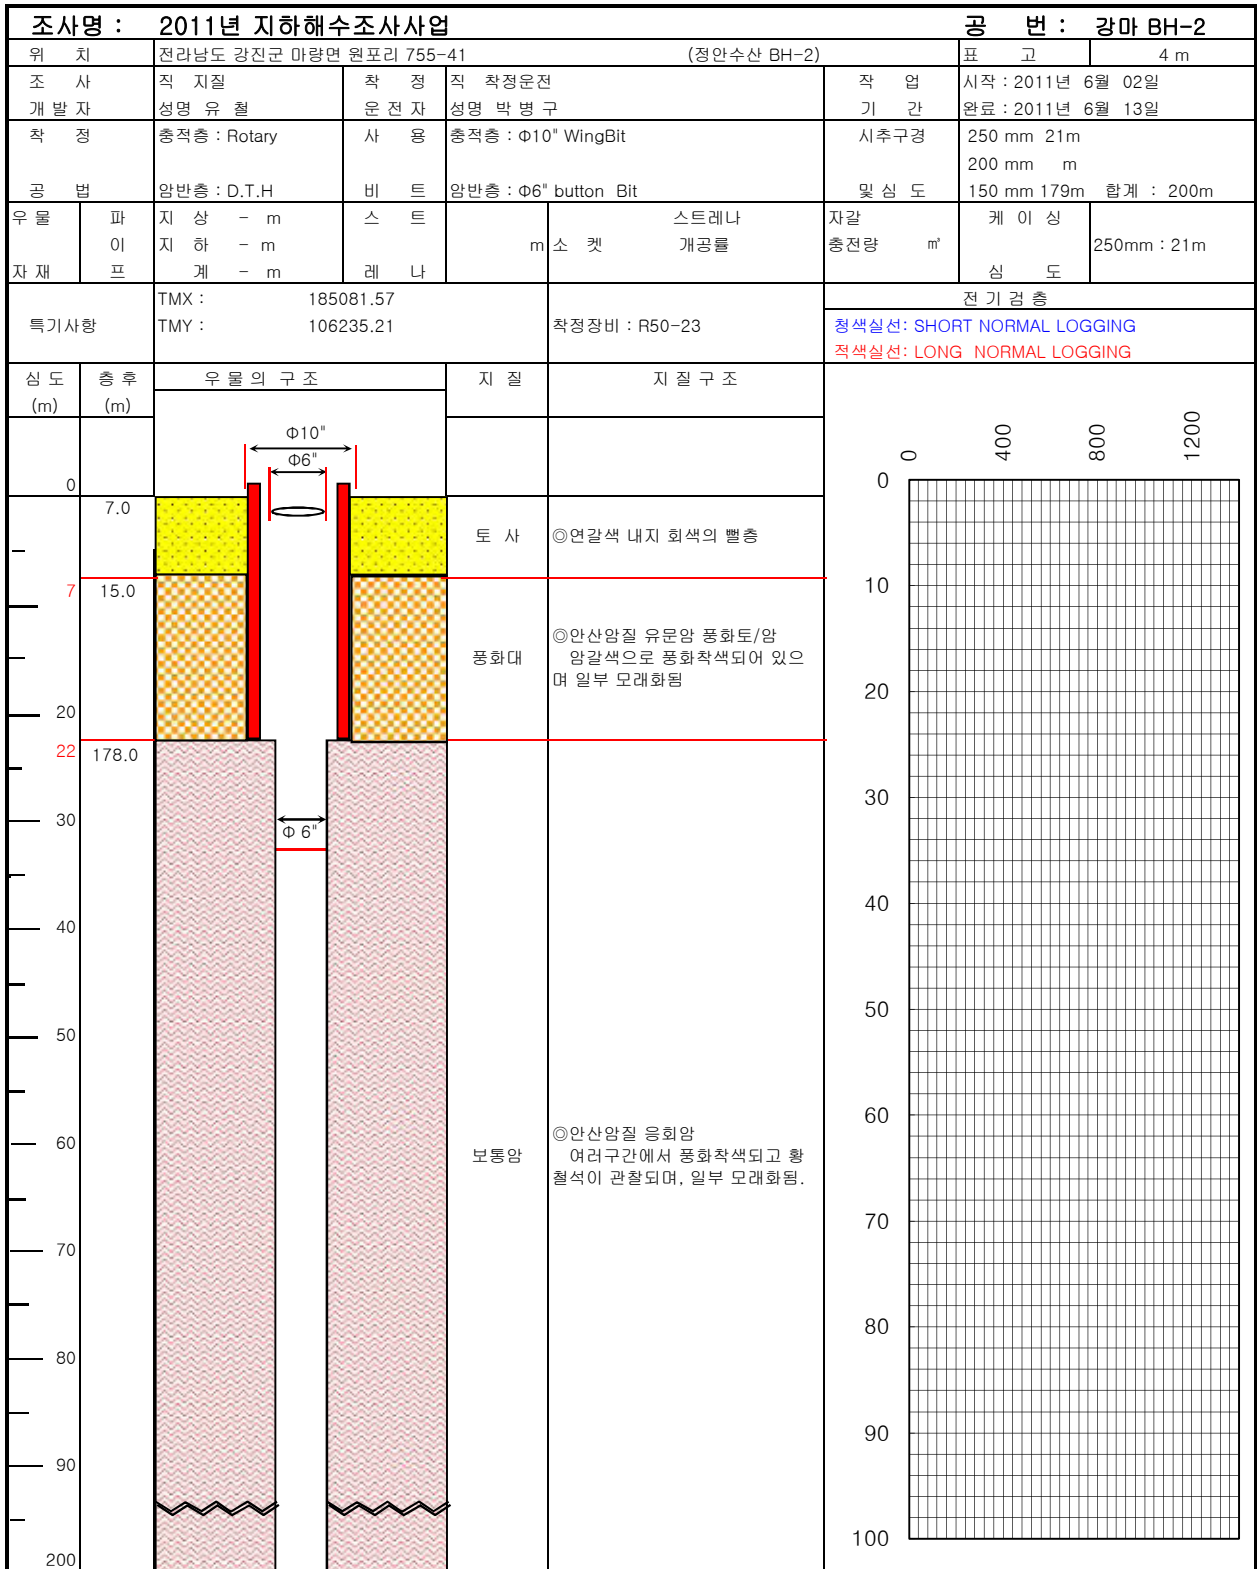 조사명 : 2011년 지하해수조사사업 공 번 : 강마 BH-2
위 치 전라남도 강진군 마량면 원포리 755-41 (정안수산 BH-2) 표 고 4 m
조 사 직 지질 착 정 직 착정운전 작 업 시작 : 2011년 6월 02일
개 발 자 성명 유 철 운 전 자 성명 박 병 구 기 간 완료 : 2011년 6월 13일
착 정 충적층 : Rotary 사 용 충적층 : Φ10" WingBit 시추구경 250 mm 21m
200 mm m
공 법 암반층 : D.T.H 비 트 암반층 : Φ6" button Bit 및 심 도 150 mm 179m 합계 : 200m
우 물 파 지 상 - m 스 트 스트레나 자갈 케 이 싱
이 지 하 - m m 소 켓 개공률 충전량 ㎥ 250mm : 21m
자 재 프 계 - m 레 나 심 도
TMX : 185081.57 전 기 검 층
특기사항 TMY : 106235.21 착정장비 : R50-23 청색실선: SHORT NORMAL LOGGING
적색실선: LONG NORMAL LOGGING
심 도 층 후 우 물 의 구 조 지 질 지 질 구 조
(m) (m)
Φ10"
Φ6"
0 400 800 1200
0
0
7.0
토 사 ◎연갈색 내지 회색의 뻘층
7 15.0
10
◎안산암질 유문암 풍화토/암
풍화대 암갈색으로 풍화착색되어 있으
며 일부 모래화됨
20
20
22 178.0
30
30
Φ 6"
40
40
50
50
60
60
◎안산암질 응회암
보통암 여러구간에서 풍화착색되고 황
철석이 관찰되며, 일부 모래화됨.
70
70
80
80
90
90
100
200